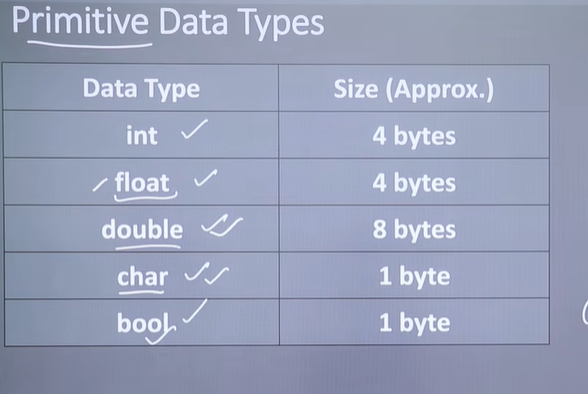 Primitive Data Types
Data Type Size (Approx.)
int 4 bytes
float 4 bytes
double 8 bytes
char 1 byte
bool 1 byte